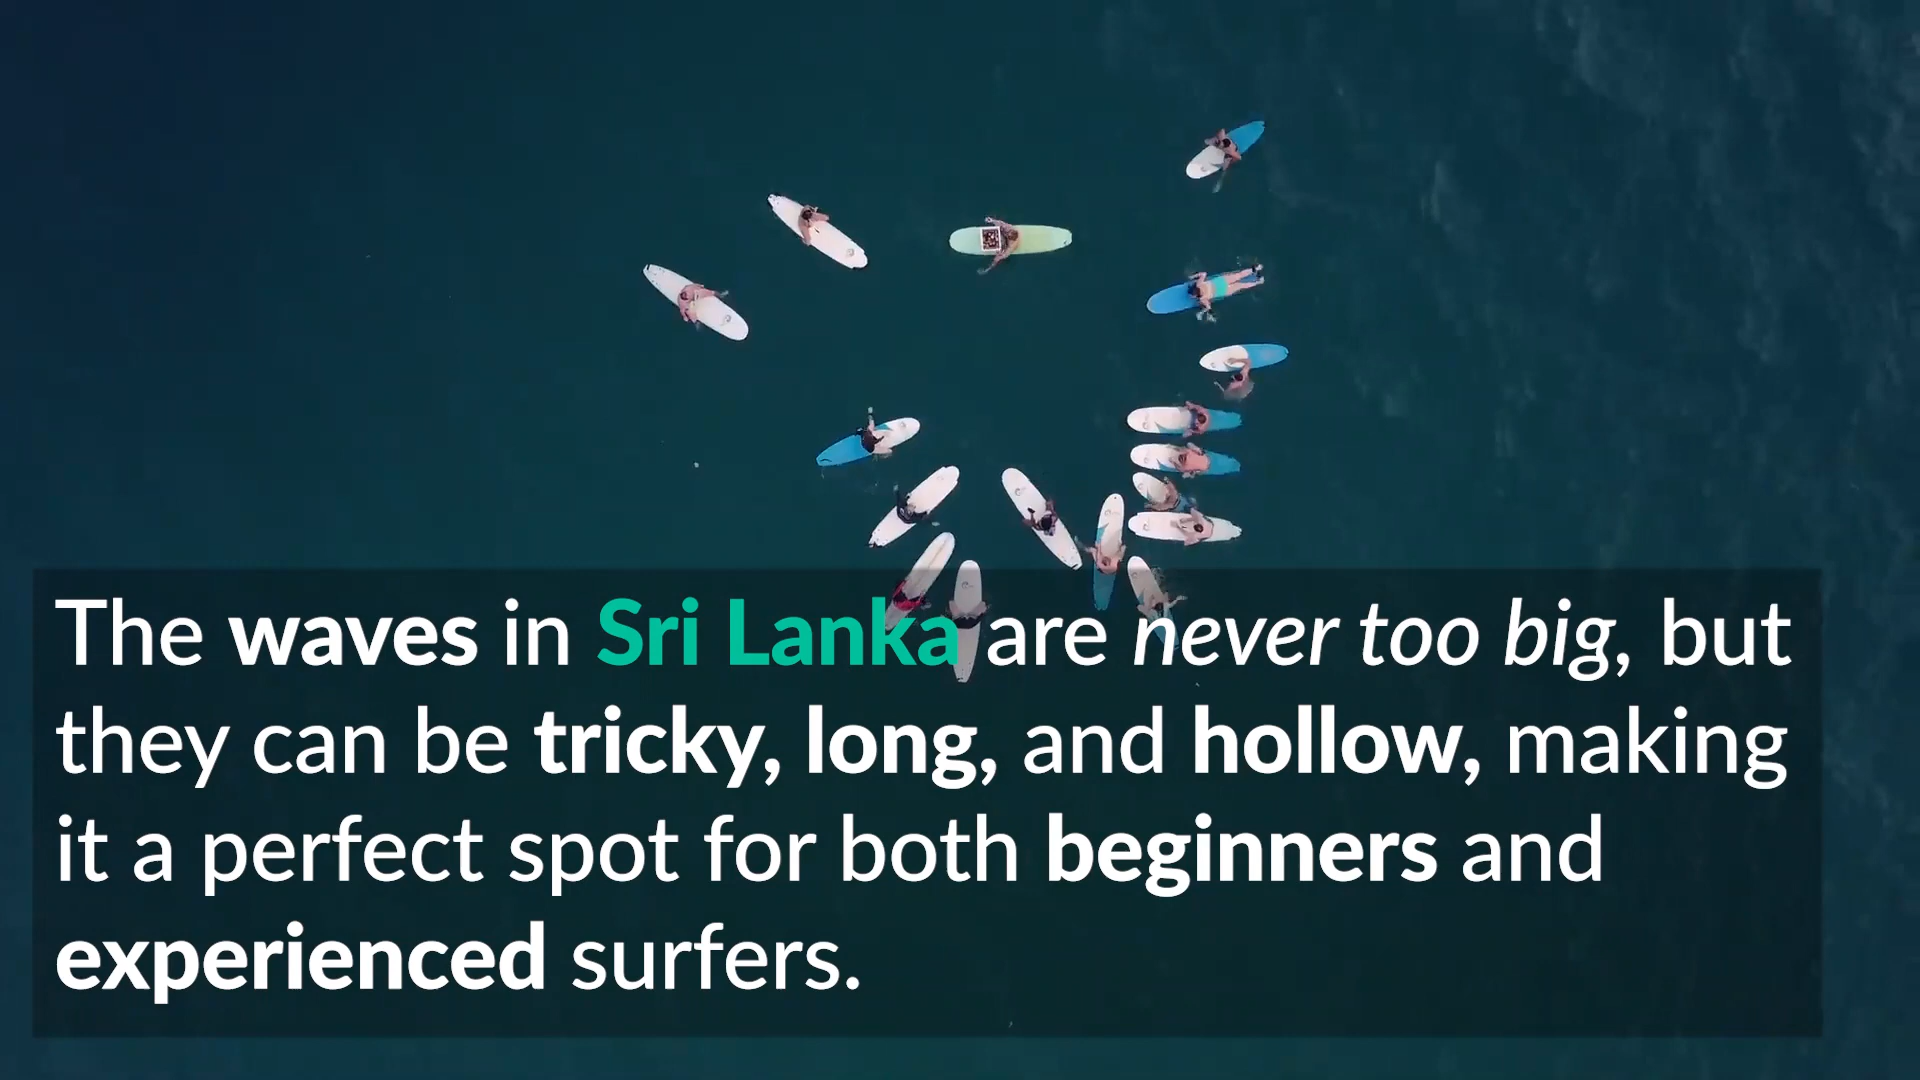 The waves in Sri Lanka are never too big, but
they can be tricky, long, and hollow, making
it a perfect spot for both beginners and
experienced surfers.